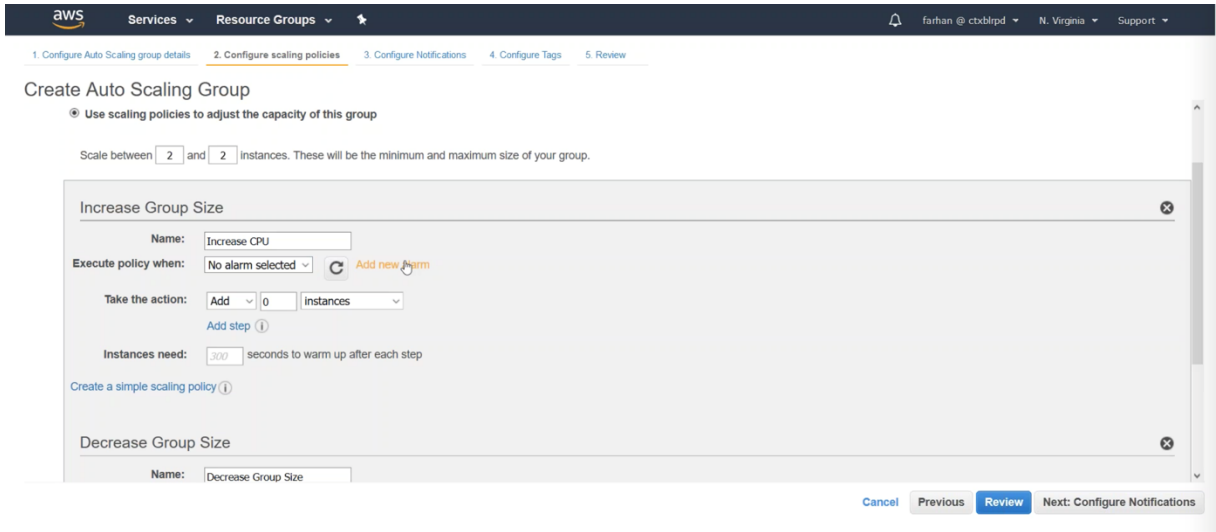 aws Services Resource Groups farhan @ ctxblrpd N. Virginia Support
1. Configure Auto Scaling group details 2. Configure scaling policies 3. Configure Notifications 4. Configure Tags 5. Review
Create Auto Scaling Group
Use scaling policies to adjust the capacity of this group
Scale between 2 and 2 instances. These will be the minimum and maximum size of your group.
Increase Group Size
Name: Increase CPU
Execute policy when: No alarm selected Add new alarm
Take the action: Add 0 instances
Add step i
Instances need: 300 seconds to warm up after each step
Create a simple scaling policy i
Decrease Group Size
Name: Decrease Group Size
Cancel Previous Review Next: Configure Notifications